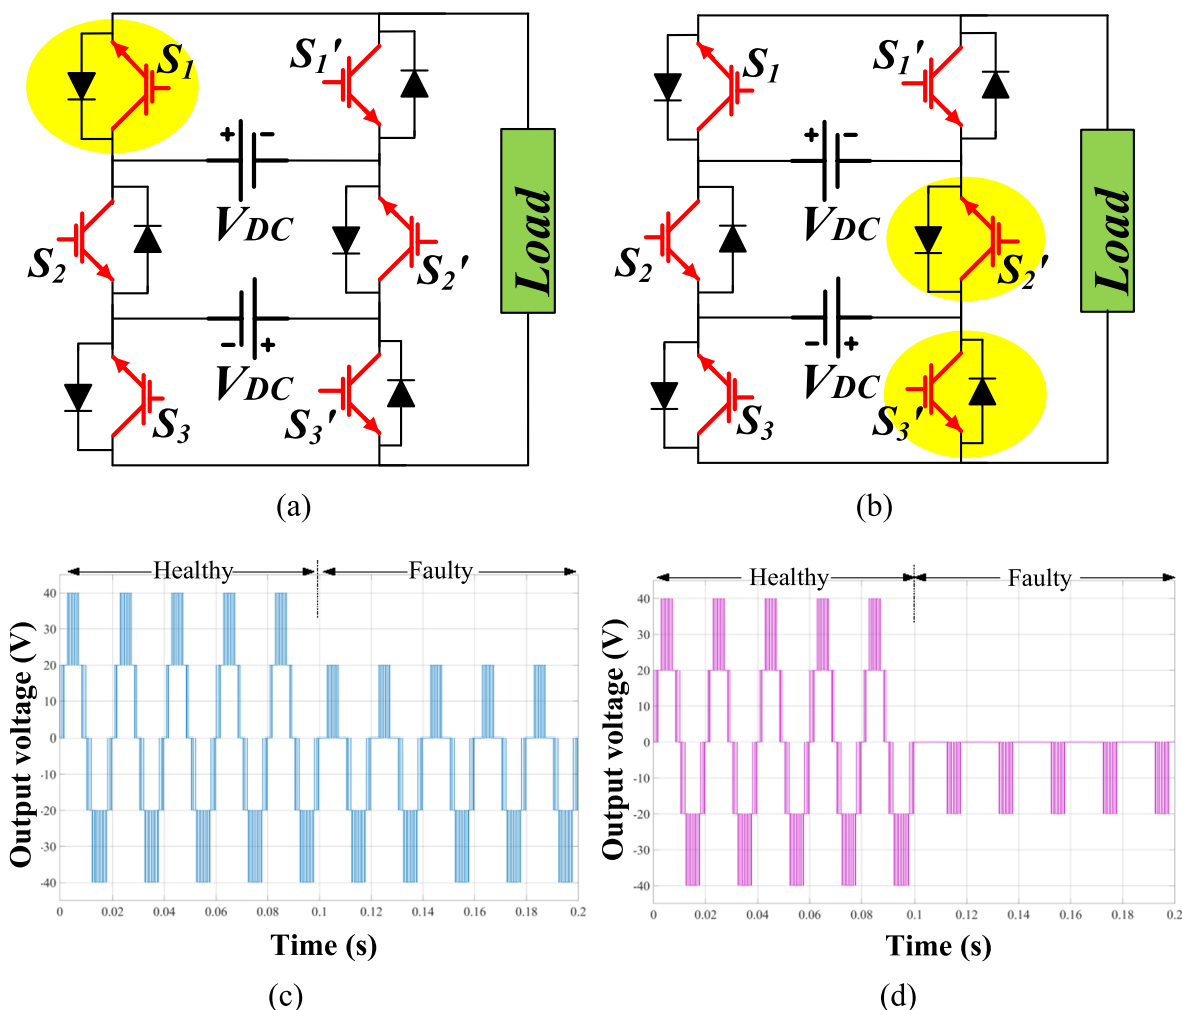 S1
S1'
+ -
VDC
S2
S2'
Load
- +
VDC
S3
S3'
(a)
S1
S1'
+ -
VDC
S2
S2'
Load
- +
VDC
S3
S3'
(b)
Healthy
Faulty
40
30
20
0
-10
-20
-30
-40
0
0.02
0.04
0.06
0.08
0.1
0.12
0.14
0.16
0.18
0.2
Output voltage (V)
Time (s)
(c)
Healthy
Faulty
40
30
20
0
-10
-20
-30
-40
0
0.02
0.04
0.06
0.08
0.1
0.12
0.14
0.16
0.18
0.2
Output voltage (V)
Time (s)
(d)